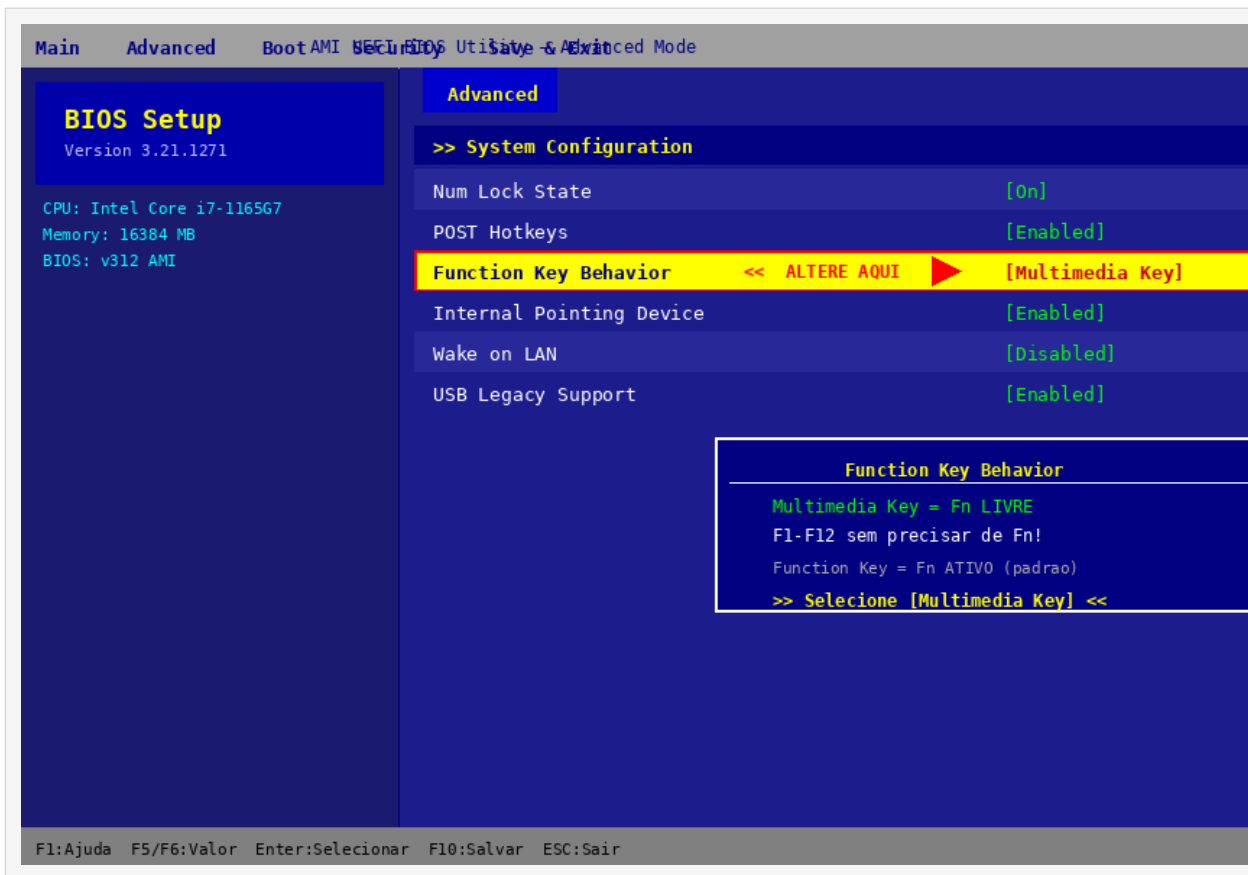 Main Advanced Boot Security Save & Exit
AMI UEFI BIOS Utility - Advanced Mode
BIOS Setup
Version 3.21.1271
CPU: Intel Core i7-1165G7
Memory: 16384 MB
BIOS: v312 AMI
Advanced
>> System Configuration
Num Lock State [On]
POST Hotkeys [Enabled]
Function Key Behavior << ALTERE AQUI [Multimedia Key]
Internal Pointing Device [Enabled]
Wake on LAN [Disabled]
USB Legacy Support [Enabled]
Function Key Behavior
Multimedia Key = Fn LIVRE
F1-F12 sem precisar de Fn!
Function Key = Fn ATIVO (padrao)
>> Selecione [Multimedia Key] <<
F1:Ajuda F5/F6:Valor Enter:Selecionar F10:Salvar ESC:Sair